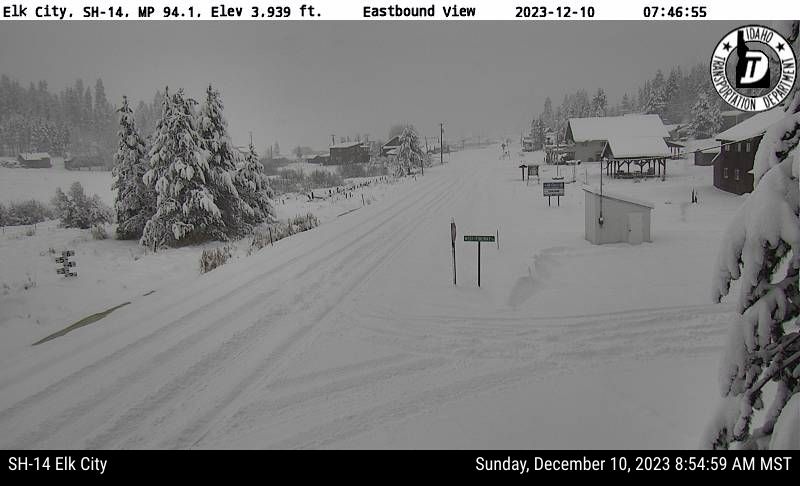 Elk City, SH-14, MP 94.1, Elev 3,939 ft. Eastbound View 2023-12-10 07:46:55
IDAHO
TRANSPORTATION DEPARTMENT
SH-14 Elk City
Sunday, December 10, 2023 8:54:59 AM MST